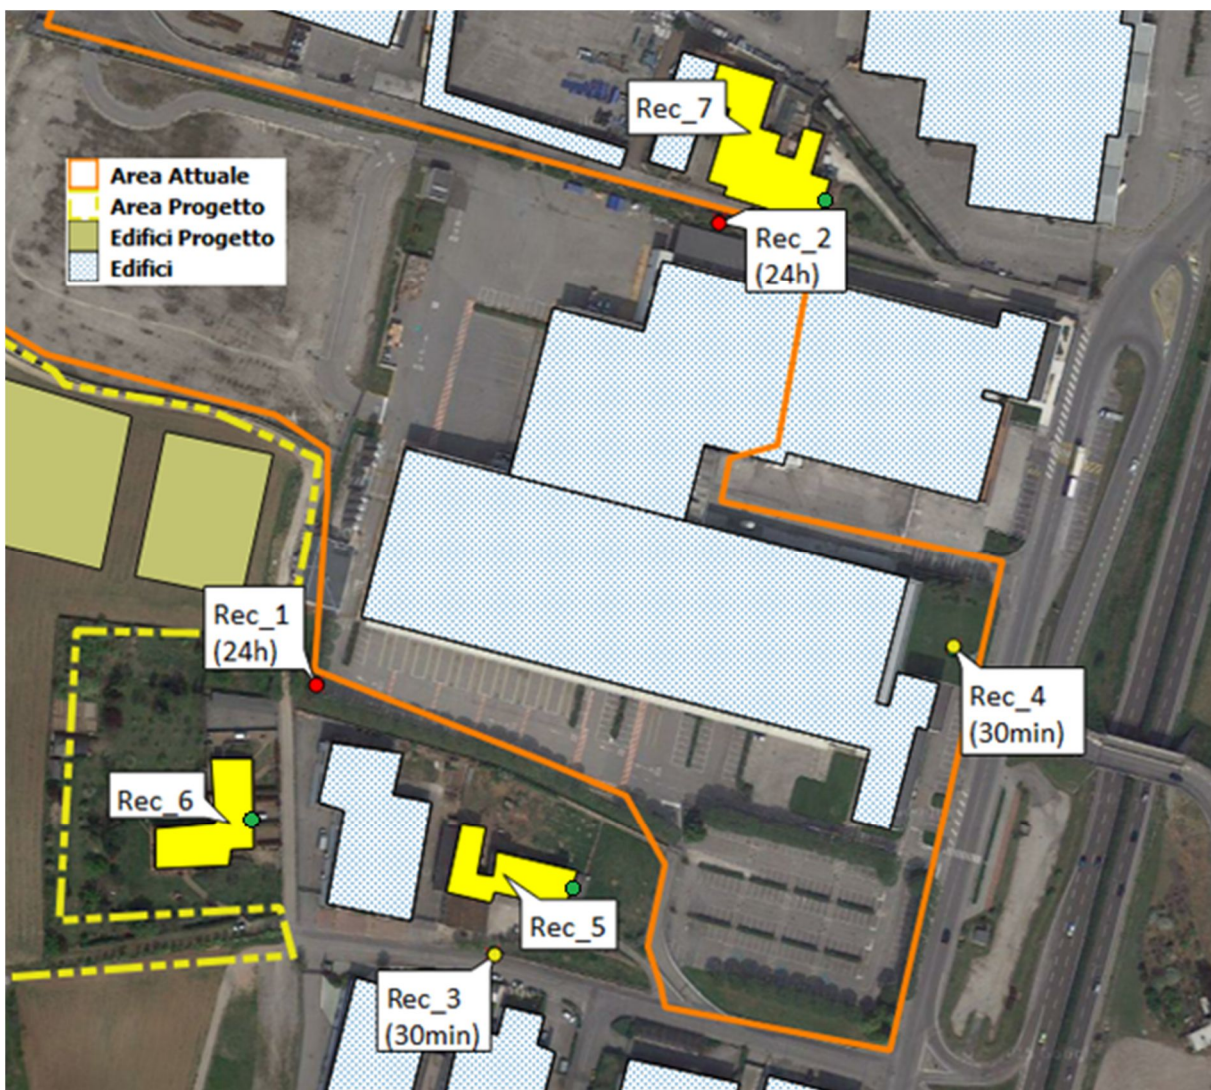 Rec_7
Area Attuale
Area Progetto
Edifici Progetto
Edifici
Rec_2
(24h)
Rec_1
(24h)
Rec_4
(30min)
Rec_6
Rec_5
Rec_3
(30min)